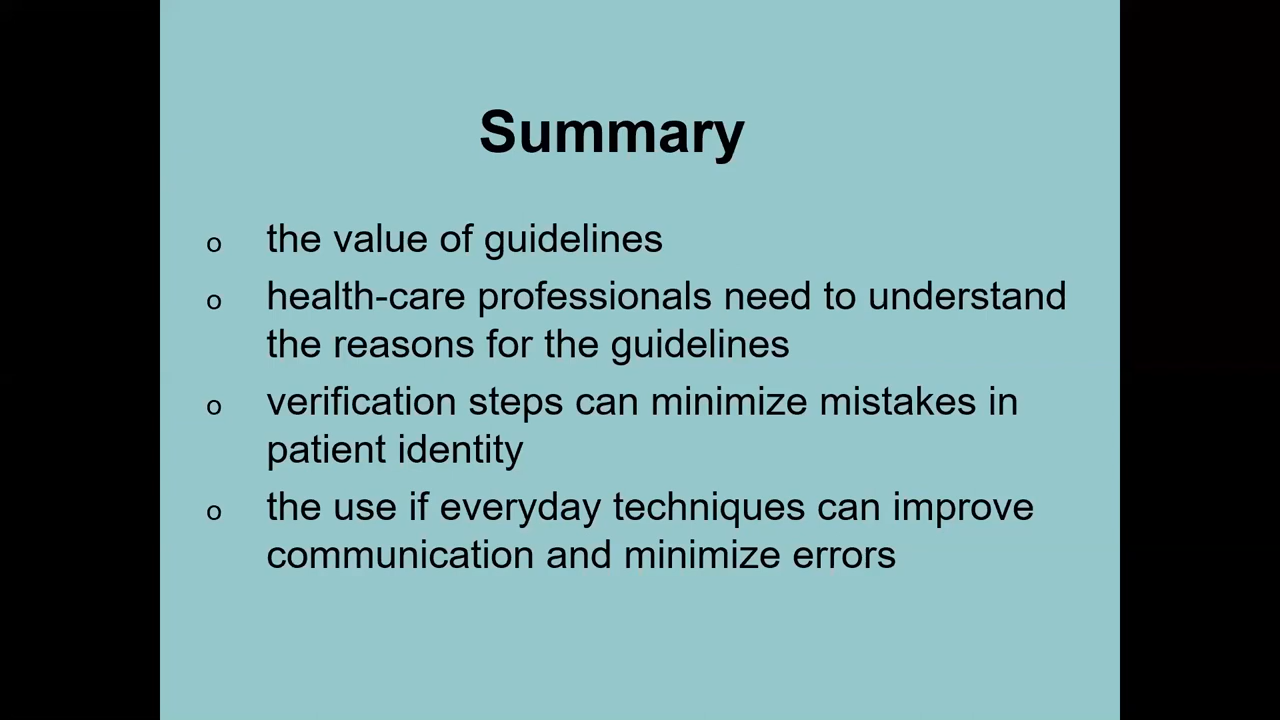 Summary
o the value of guidelines
o health-care professionals need to understand
the reasons for the guidelines
o verification steps can minimize mistakes in
patient identity
o the use if everyday techniques can improve
communication and minimize errors